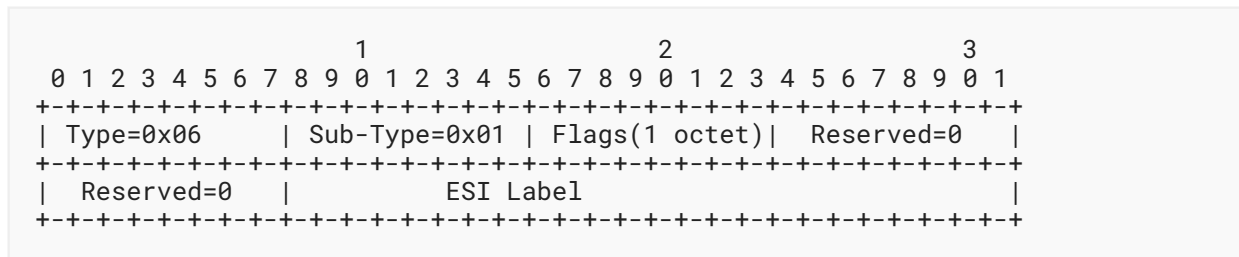 1                   2                   3
 0 1 2 3 4 5 6 7 8 9 0 1 2 3 4 5 6 7 8 9 0 1 2 3 4 5 6 7 8 9 0 1
+-+-+-+-+-+-+-+-+-+-+-+-+-+-+-+-+-+-+-+-+-+-+-+-+-+-+-+-+-+-+-+-+
| Type=0x06     | Sub-Type=0x01 | Flags(1 octet)|  Reserved=0   |
+-+-+-+-+-+-+-+-+-+-+-+-+-+-+-+-+-+-+-+-+-+-+-+-+-+-+-+-+-+-+-+-+
|  Reserved=0   |          ESI Label                            |
+-+-+-+-+-+-+-+-+-+-+-+-+-+-+-+-+-+-+-+-+-+-+-+-+-+-+-+-+-+-+-+-+